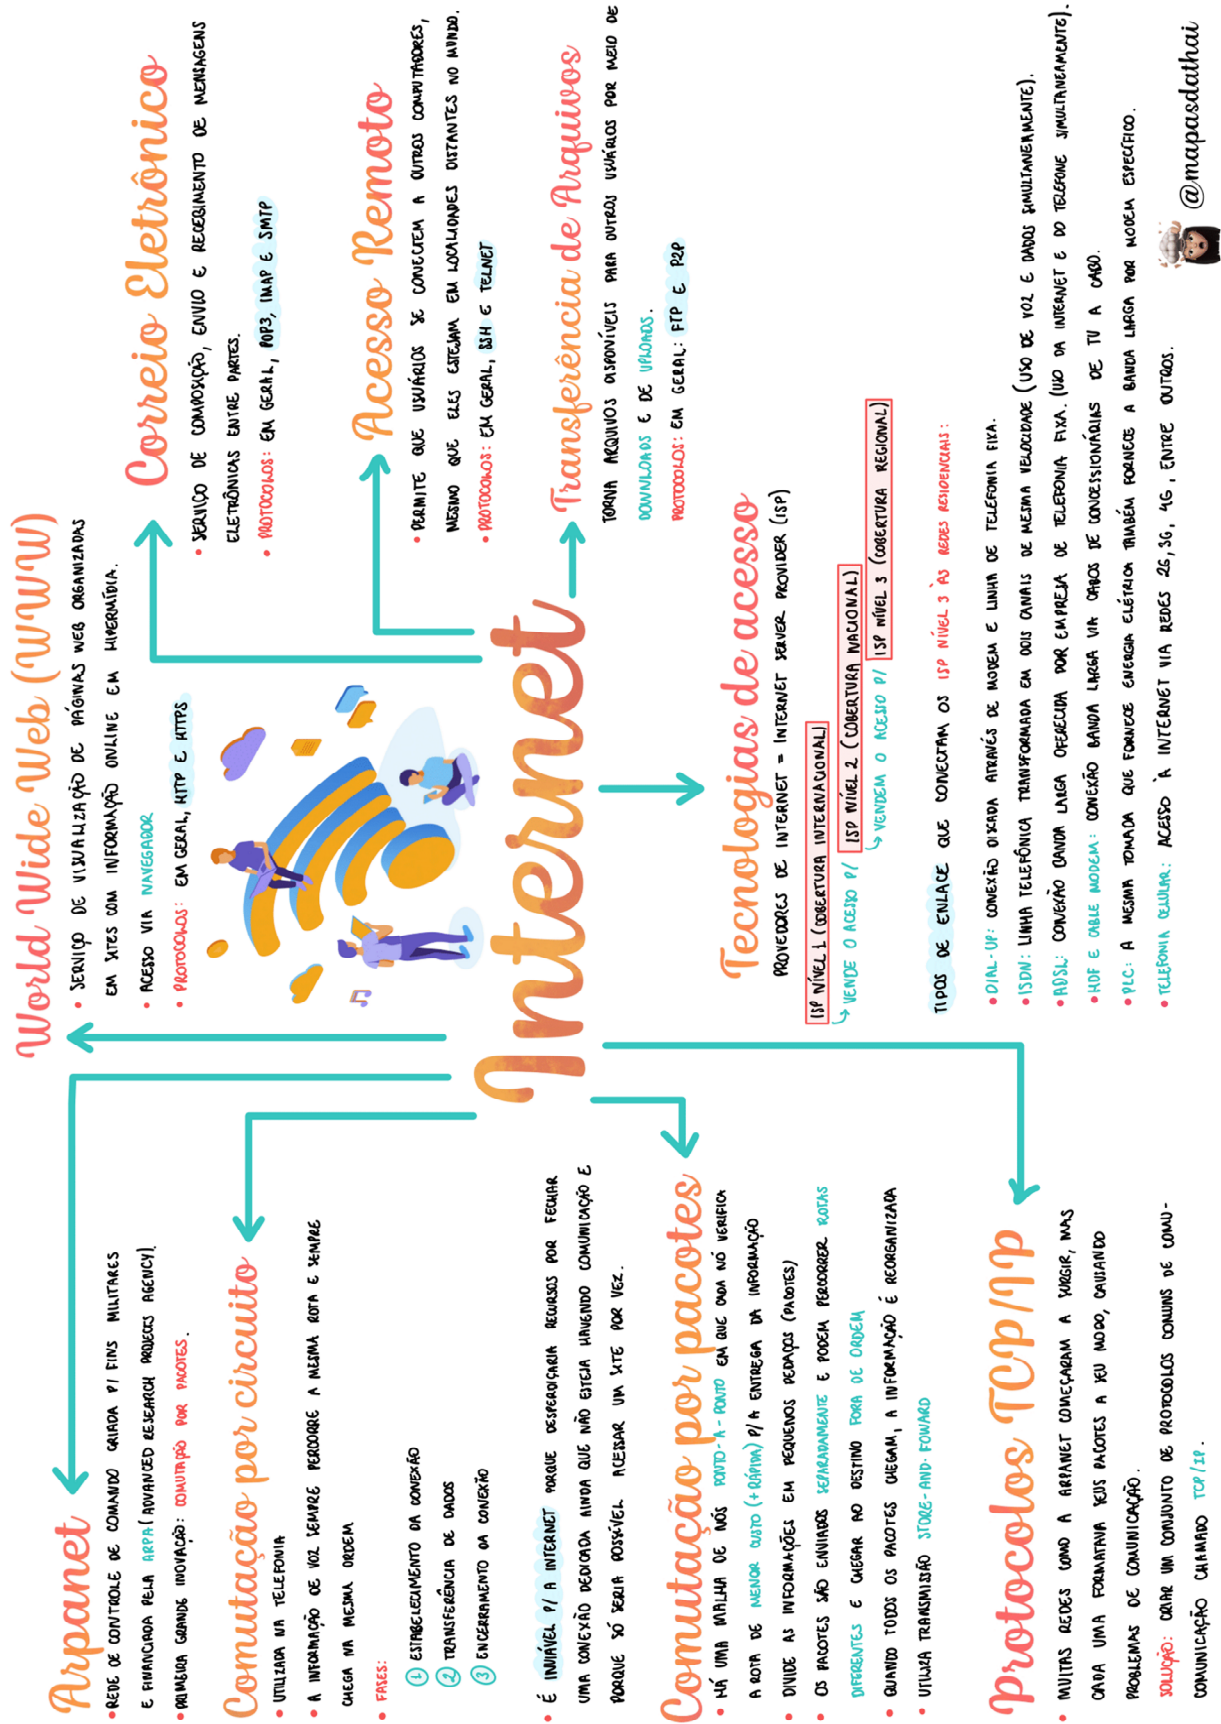 Internet
Arpanet
• REDE DE CONTROLE DE COMANDO CRIADA P/ FINS MILITARES
E FINANCIADA PELA ARPA (ADVANCED RESEARCH PROJECTS AGENCY).
• PRIMEIRA GRANDE INOVAÇÃO: COMUTAÇÃO POR PACOTES.
Comutação por circuito
• UTILIZADA NA TELEFONIA
• A INFORMAÇÃO DE VOZ SEMPRE PERCORRE A MESMA ROTA E SEMPRE
CHEGA NA MESMA ORDEM
• FASES:
1 ESTABELECIMENTO DA CONEXÃO
2 TRANSFERÊNCIA DE DADOS
3 ENCERRAMENTO DA CONEXÃO
• É INVIÁVEL P/ A INTERNET PORQUE DESPERDIÇARIA RECURSOS POR FECHAR
UMA CONEXÃO DEDICADA AINDA QUE NÃO ESTEJA HAVENDO COMUNICAÇÃO E
PORQUE SÓ SERIA POSSÍVEL ACESSAR UM SITE POR VEZ.
Comutação por pacotes
• HÁ UMA MALHA DE NÓS PONTO-A-PONTO EM QUE CADA NÓ VERIFICA
A ROTA DE MENOR CUSTO (+ RÁPIDA) P/ A ENTREGA DA INFORMAÇÃO
• DIVIDE AS INFORMAÇÕES EM PEQUENOS PEDAÇOS (PACOTES)
• OS PACOTES SÃO ENVIADOS SEPARADAMENTE E PODEM PERCORRER ROTAS
DIFERENTES E CHEGAR AO DESTINO FORA DE ORDEM
• QUANDO TODOS OS PACOTES CHEGAM, A INFORMAÇÃO É REORGANIZADA
• UTILIZA TRANSMISSÃO STORE-AND-FOWARD
Protocolos TCP/IP
• MUITAS REDES COMO A ARPANET COMEÇARAM A SURGIR, MAS
CADA UMA FORMATAVA SEUS PACOTES A SEU MODO, CAUSANDO
PROBLEMAS DE COMUNICAÇÃO.
SOLUÇÃO: CRIAR UM CONJUNTO DE PROTOCOLOS COMUNS DE COMU-
COMUNICAÇÃO CHAMADO TCP/IP.
World Wide Web (WWW)
• SERVIÇO DE VISUALIZAÇÃO DE PÁGINAS WEB ORGANIZADAS
EM SITES COM INFORMAÇÃO ONLINE EM HIPERMÍDIA.
• ACESSO VIA NAVEGADOR
• PROTOCOLOS: EM GERAL, HTTP E HTTPS
Correio Eletrônico
• SERVIÇO DE COMPOSIÇÃO, ENVIO E RECEBIMENTO DE MENSAGENS
ELETRÔNICAS ENTRE PARTES.
• PROTOCOLOS: EM GERAL, POP3, IMAP E SMTP
Acesso Remoto
• PERMITE QUE USUÁRIOS SE CONECTEM A OUTROS COMPUTADORES,
MESMO QUE ELES ESTEJAM EM LOCALIDADES DISTANTES NO MUNDO.
• PROTOCOLOS: EM GERAL, SSH E TELNET
Transferência de Arquivos
TORNA ARQUIVOS DISPONÍVEIS PARA OUTROS USUÁRIOS POR MEIO DE
DOWNLOADS E DE UPLOADS.
PROTOCOLOS: EM GERAL: FTP E P2P
Tecnologias de acesso
PROVEDORES DE INTERNET = INTERNET SERVER PROVIDER (ISP)
ISP NÍVEL 1 (COBERTURA INTERNACIONAL)
↳ VENDE O ACESSO P/ ISP NÍVEL 2 (COBERTURA NACIONAL)
↳ VENDEM O ACESSO P/ ISP NÍVEL 3 (COBERTURA REGIONAL)
TIPOS DE ENLACE QUE CONECTAM OS ISP NÍVEL 3 ÀS REDES RESIDENCIAIS:
• DIAL-UP: CONEXÃO DISCADA ATRAVÉS DE MODEM E LINHA DE TELEFONIA FIXA.
• ISDN: LINHA TELEFÔNICA TRANSFORMADA EM DOIS CANAIS DE MESMA VELOCIDADE (USO DE VOZ E DADOS SIMULTANEAMENTE).
• ADSL: CONEXÃO BANDA LARGA OFERECIDA POR EMPRESA DE TELEFONIA FIXA. (USO DA INTERNET E DO TELEFONE SIMULTANEAMENTE).
• HDF E CABLE MODEM: CONEXÃO BANDA LARGA VIA CABOS DE CONCESSIONÁRIAS DE TV A CABO.
• PLC: A MESMA TOMADA QUE FORNECE ENERGIA ELÉTRICA TAMBÉM FORNECE A BANDA LARGA POR MODEM ESPECÍFICO.
• TELEFONIA CELULAR: ACESSO À INTERNET VIA REDES 2G, 3G, 4G, ENTRE OUTROS.
@mapasdathai